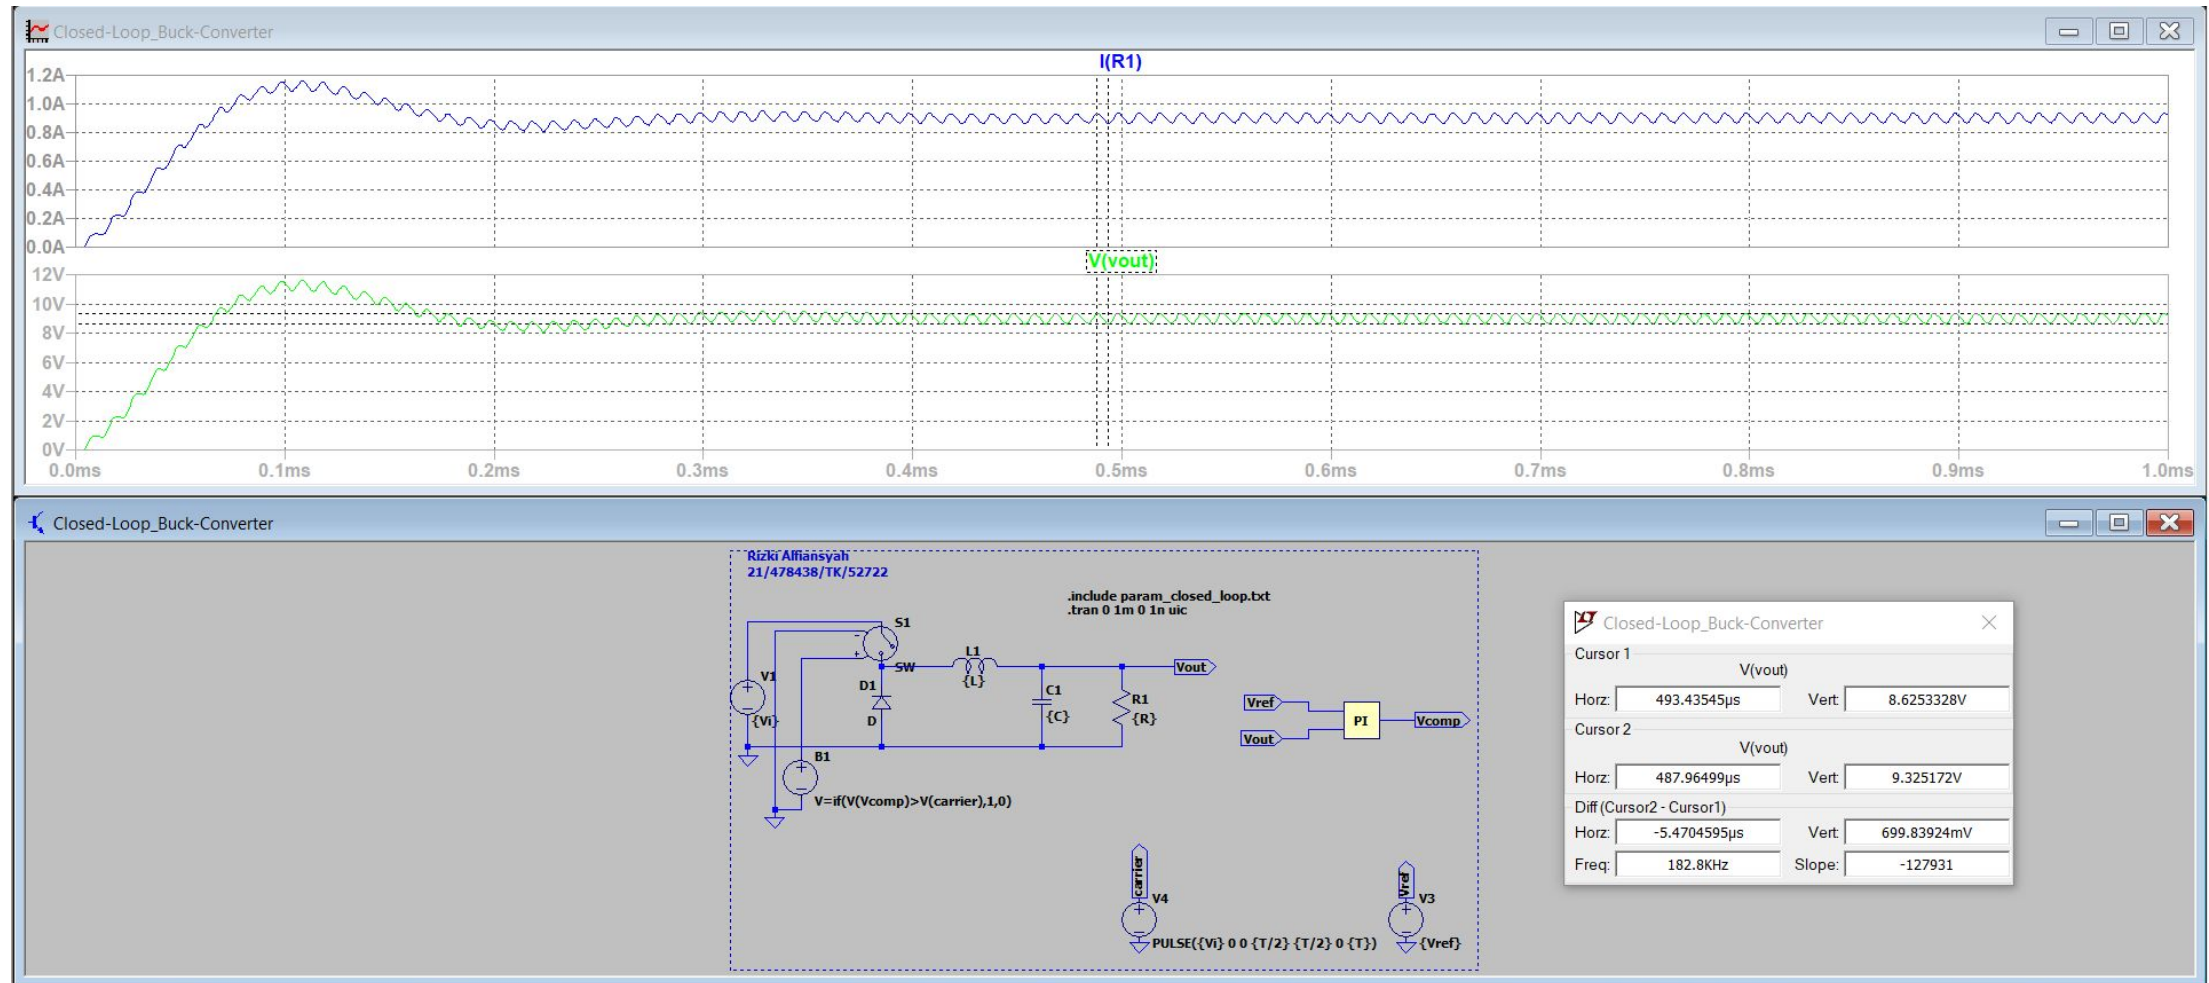 Closed-Loop_Buck-Converter
I(R1)
1.2A
1.0A
0.8A
0.6A
0.4A
0.2A
0.0A
V(vout)
12V
10V
8V
6V
4V
2V
0V
0.0ms 0.1ms 0.2ms 0.3ms 0.4ms 0.5ms 0.6ms 0.7ms 0.8ms 0.9ms 1.0ms
Closed-Loop_Buck-Converter
Rizki Alfiansyah
21/478438/TK/52722
.include param_closed_loop.txt
.tran 0 1m 0 1n uic
S1
SW
V1
{Vi}
D1
D
L1
{L}
C1
{C}
R1
{R}
Vout
B1
V=if(V(Vcomp)>V(carrier),1,0)
Vref
Vout
PI
Vcomp
carrier
V4
PULSE({Vi} 0 0 {T/2} {T/2} 0 {T})
Vref
V3
{Vref}
Closed-Loop_Buck-Converter
Cursor 1
V(vout)
Horz: 493.43545µs Vert: 8.6253328V
Cursor 2
V(vout)
Horz: 487.96499µs Vert: 9.325172V
Diff (Cursor2 - Cursor1)
Horz: -5.4704595µs Vert: 699.83924mV
Freq: 182.8KHz Slope: -127931